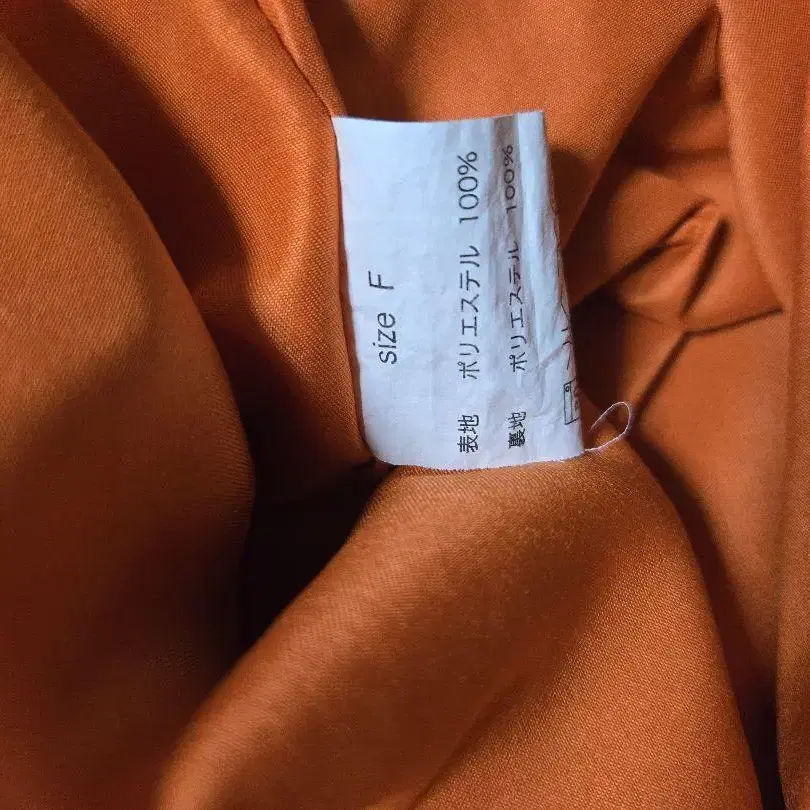 size F
表地 ポリエステル 100%
裏地 ポリエステル 100%